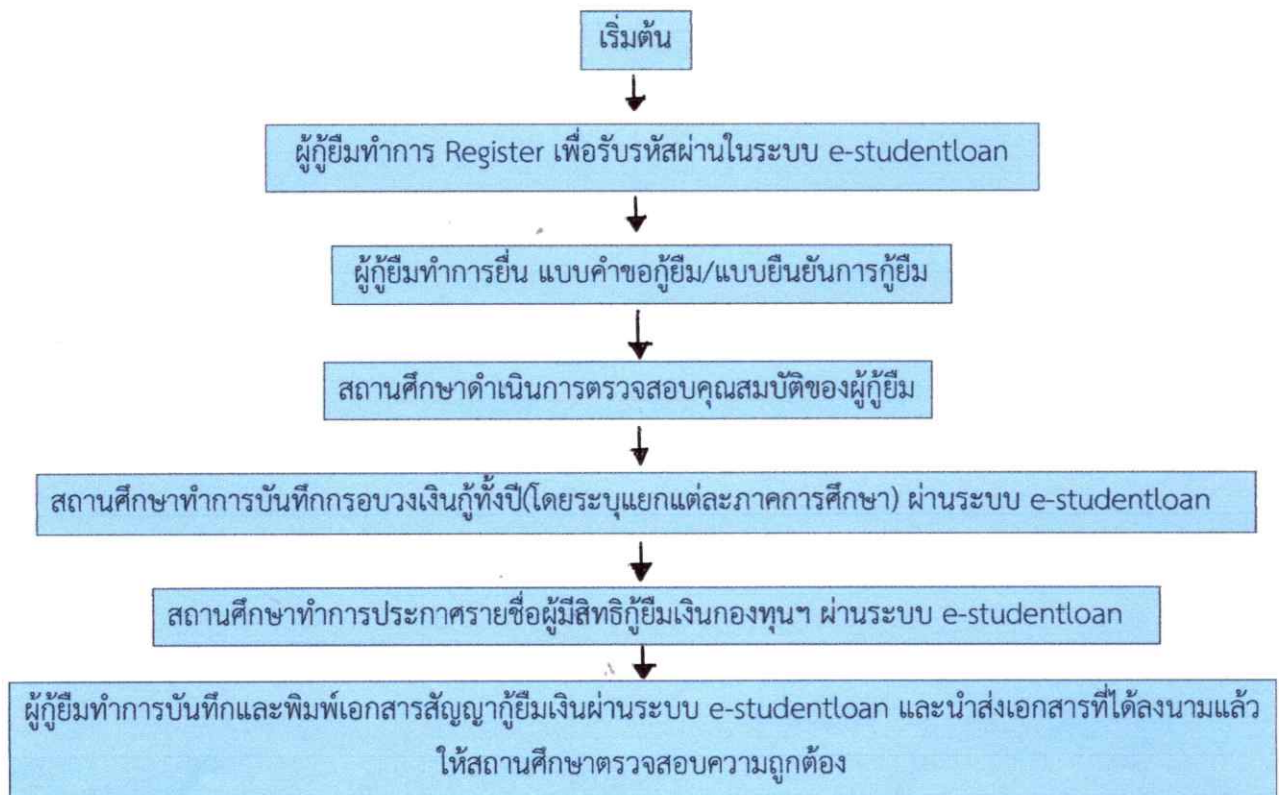 เริ่มต้น
ผู้กู้ยืมทำการ Register เพื่อรับรหัสผ่านในระบบ e-studentloan
ผู้กู้ยืมทำการยื่น แบบคำขอกู้ยืม/แบบยืนยันการกู้ยืม
สถานศึกษาดำเนินการตรวจสอบคุณสมบัติของผู้กู้ยืม
สถานศึกษาทำการบันทึกกรอบวงเงินกู้ทั้งปี(โดยระบุแยกแต่ละภาคการศึกษา) ผ่านระบบ e-studentloan
สถานศึกษาทำการประกาศรายชื่อผู้มีสิทธิกู้ยืมเงินกองทุนฯ ผ่านระบบ e-studentloan
ผู้กู้ยืมทำการบันทึกและพิมพ์เอกสารสัญญากู้ยืมเงินผ่านระบบ e-studentloan และนำส่งเอกสารที่ได้ลงนามแล้ว
ให้สถานศึกษาตรวจสอบความถูกต้อง